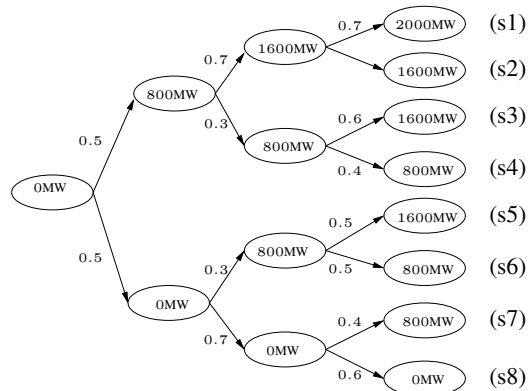 0.7 2000MW (s1)
0.7 1600MW
1600MW (s2)
800MW
0.3 0.6 1600MW (s3)
800MW
0.5 0.4 800MW (s4)
0MW
0.5 1600MW (s5)
0.5 800MW
0.3 0.5 800MW (s6)
0MW
0.4 800MW (s7)
0.7 0MW
0.6 0MW (s8)